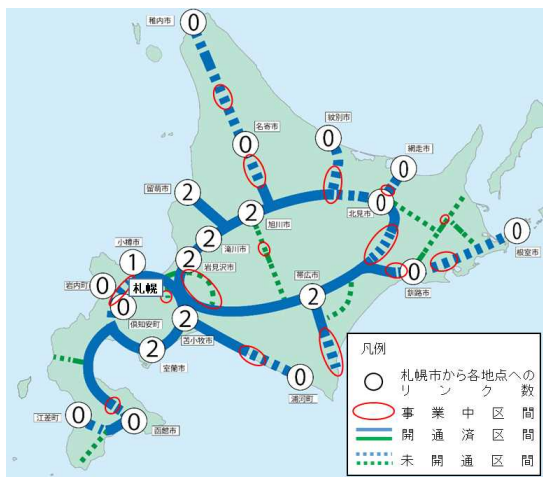 稚内市
0
0
名寄市
0
紋別市
0
網走市
0
北見市
留萌市
2
2
旭川市
2
滝川市
2
岩見沢市
小樽市
1
札幌
岩内町
0
0
倶知安町
2
苫小牧市
2
室蘭市
帯広市
2
0
釧路市
0
根室市
0
浦河町
江差町
0
0
函館市
凡例
札幌市から各地点への
リンク数
事業中区間
開通済区間
未開通区間